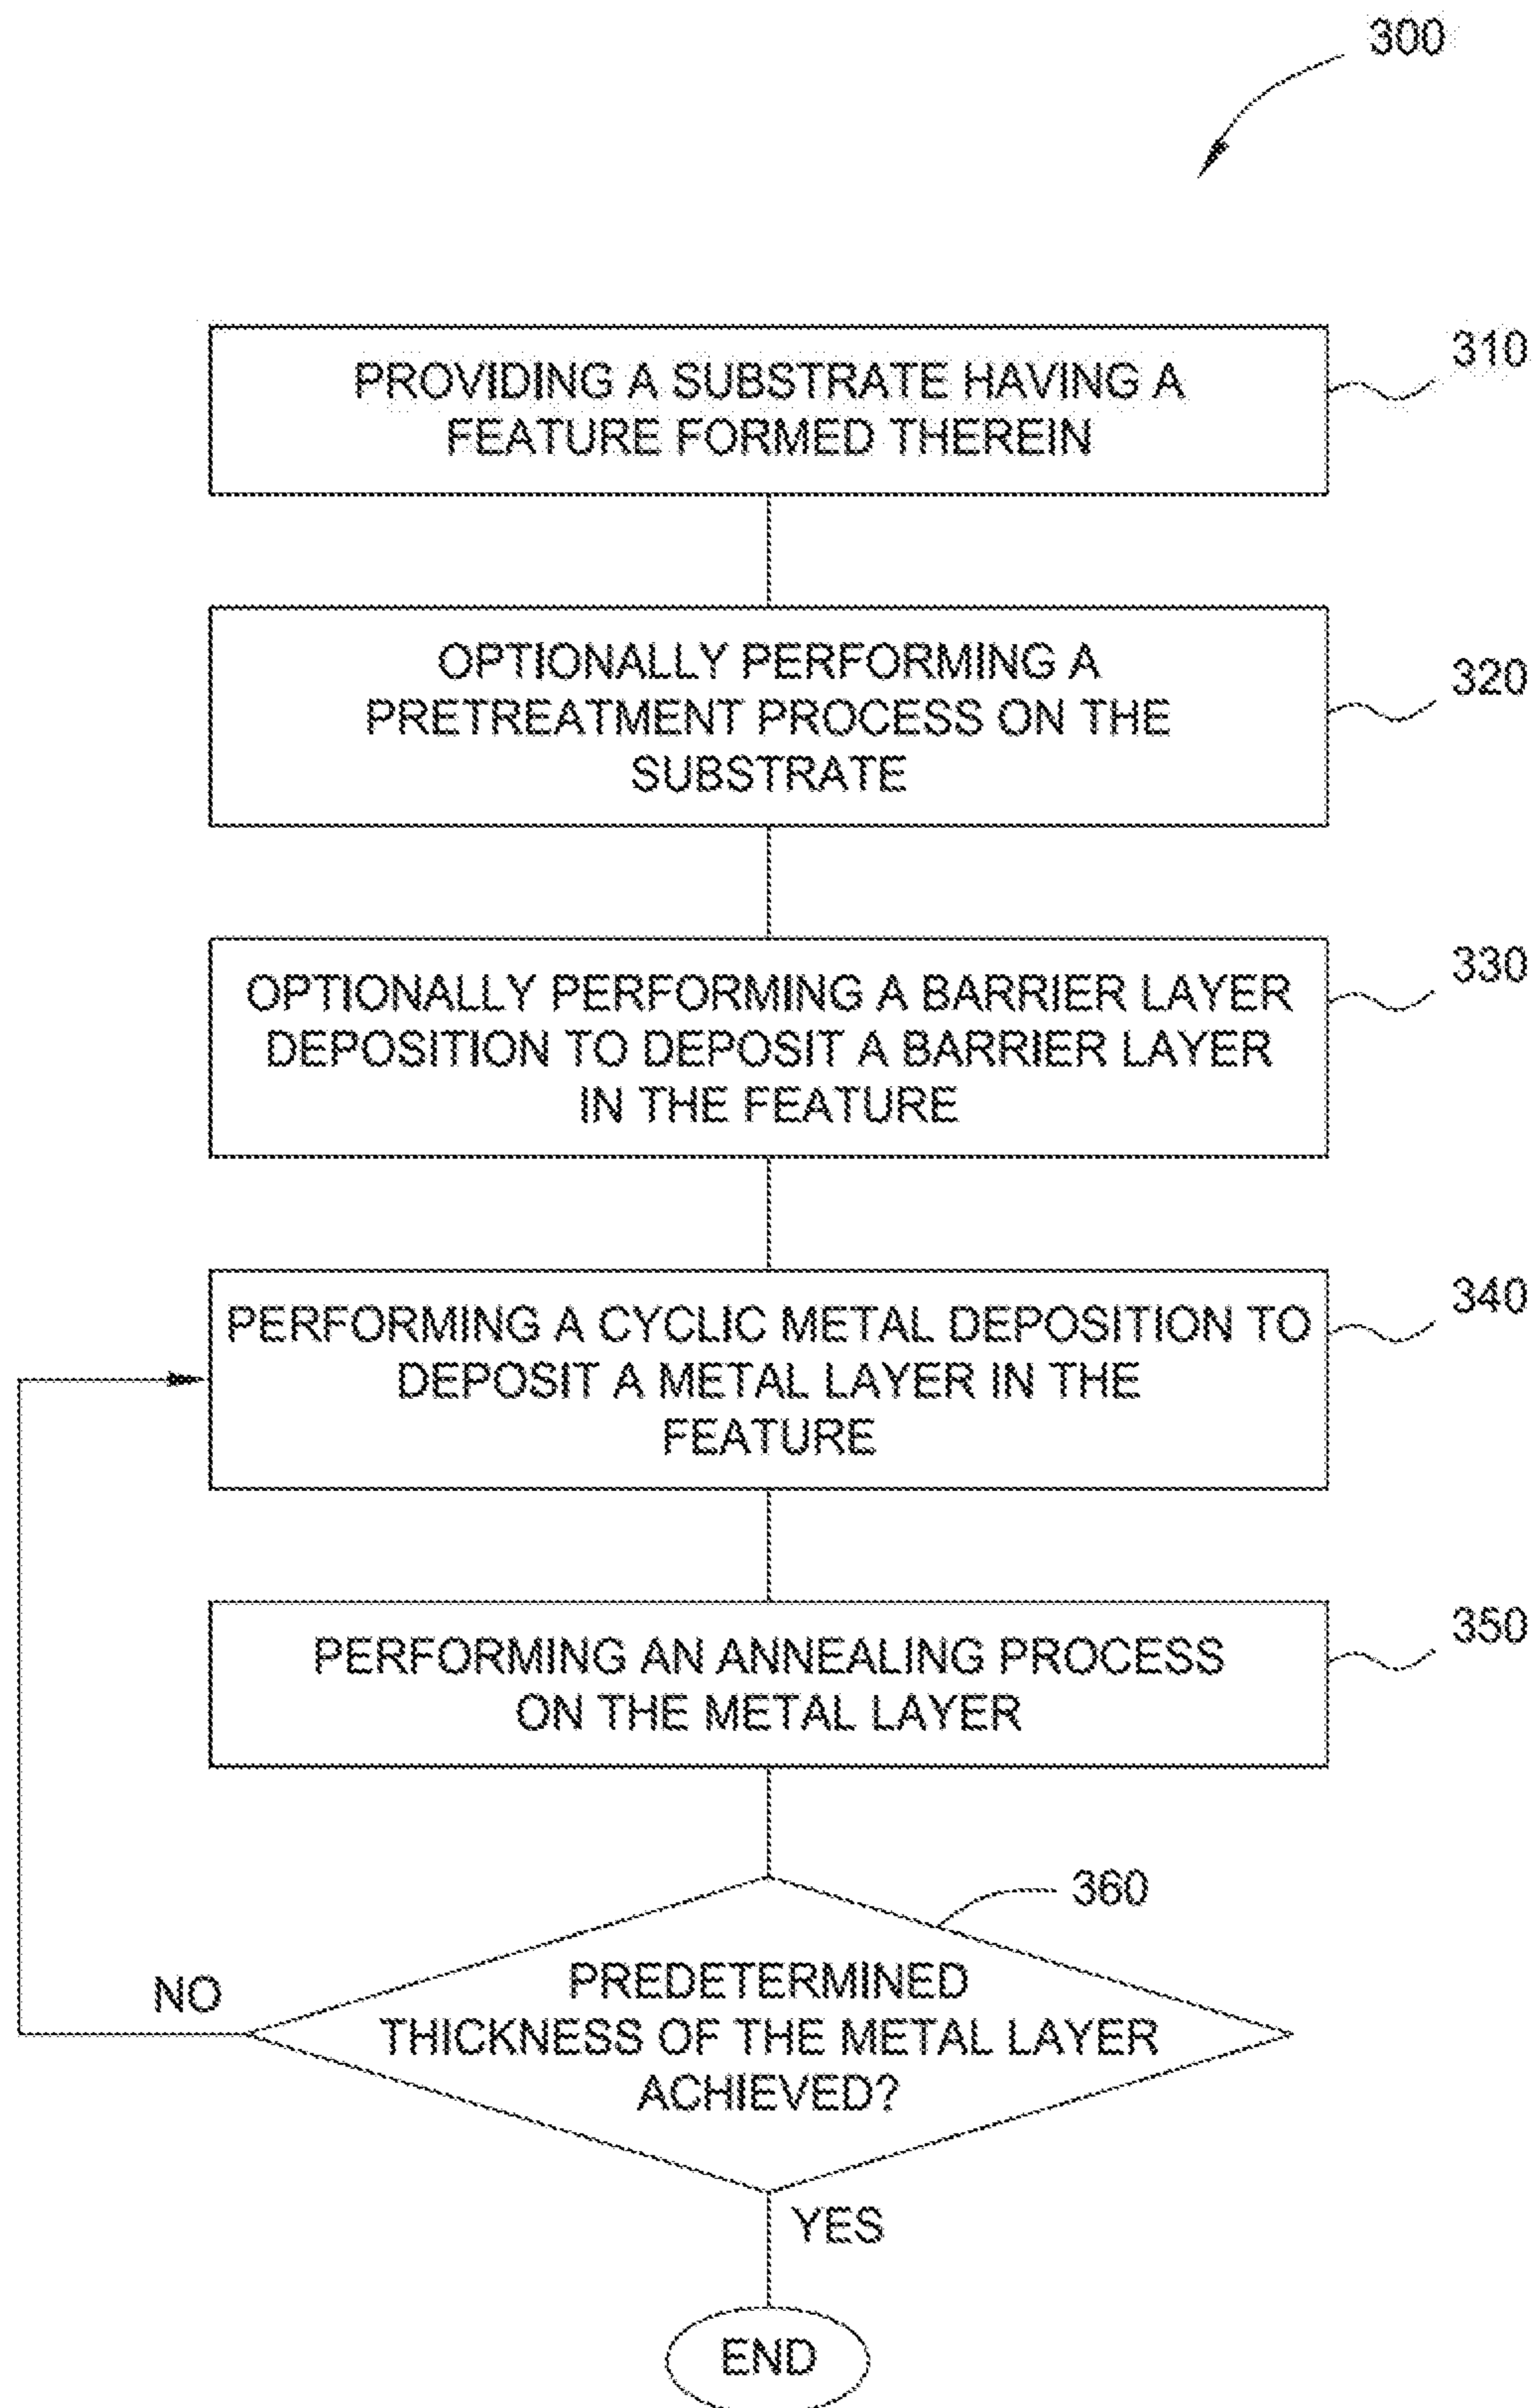 300
PROVIDING A SUBSTRATE HAVING A
FEATURE FORMED THEREIN
310
OPTIONALLY PERFORMING A
PRETREATMENT PROCESS ON THE
SUBSTRATE
320
OPTIONALLY PERFORMING A BARRIER LAYER
DEPOSITION TO DEPOSIT A BARRIER LAYER
IN THE FEATURE
330
PERFORMING A CYCLIC METAL DEPOSITION TO
DEPOSIT A METAL LAYER IN THE
FEATURE
340
PERFORMING AN ANNEALING PROCESS
ON THE METAL LAYER
350
360
PREDETERMINED
THICKNESS OF THE METAL LAYER
ACHIEVED?
NO
YES
END